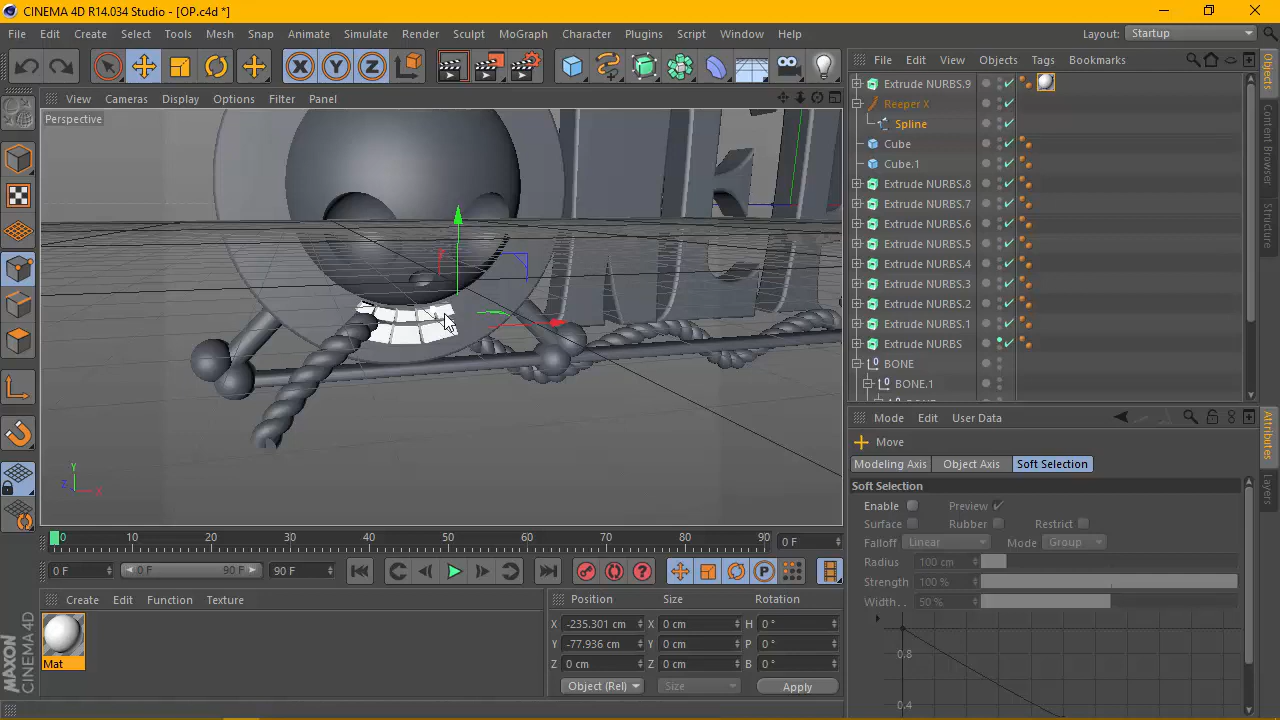 CINEMA 4D R14.034 Studio - [OP.c4d *]
File Edit Create Select Tools Mesh Snap Animate Simulate Render Sculpt MoGraph Character Plugins Script Window Help Layout: Startup
X Y Z
View Cameras Display Options Filter Panel
Perspective
Y
Z X
File Edit View Objects Tags Bookmarks
Extrude NURBS.9
Reeper X
Spline
Cube
Cube.1
Extrude NURBS.8
Extrude NURBS.7
Extrude NURBS.6
Extrude NURBS.5
Extrude NURBS.4
Extrude NURBS.3
Extrude NURBS.2
Extrude NURBS.1
Extrude NURBS
BONE
BONE.1
Objects
Content Browser
Structure
Mode Edit User Data
Move
Modeling Axis Object Axis Soft Selection
Soft Selection
Enable Preview
Surface Rubber Restrict
Falloff Linear Mode Group
Radius 100 cm
Strength 100 %
Width.. 50 %
0.8
0.4
Attributes
Layers
0 10 20 30 40 50 60 70 80 90 0 F
0 F 0 F 90 F 90 F
P
Create Edit Function Texture
Mat
Position Size Rotation
X -235.301 cm X 0 cm H 0 °
Y -77.936 cm Y 0 cm P 0 °
Z 0 cm Z 0 cm B 0 °
Object (Rel) Size Apply
MAXON
CINEMA 4D